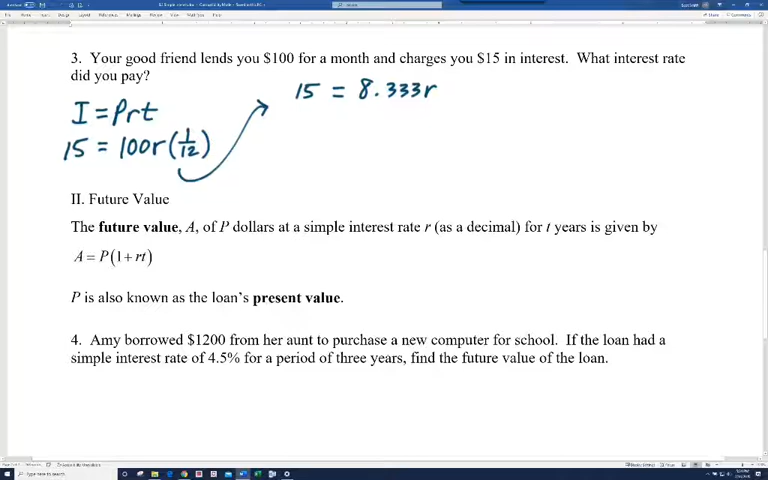 3. Your good friend lends you $100 for a month and charges you $15 in interest. What interest rate
did you pay?
I = Prt
15 = 100r(1/12)
15 = 8.333r
II. Future Value
The future value, A, of P dollars at a simple interest rate r (as a decimal) for t years is given by
A = P(1 + rt)
P is also known as the loan's present value.
4. Amy borrowed $1200 from her aunt to purchase a new computer for school. If the loan had a
simple interest rate of 4.5% for a period of three years, find the future value of the loan.